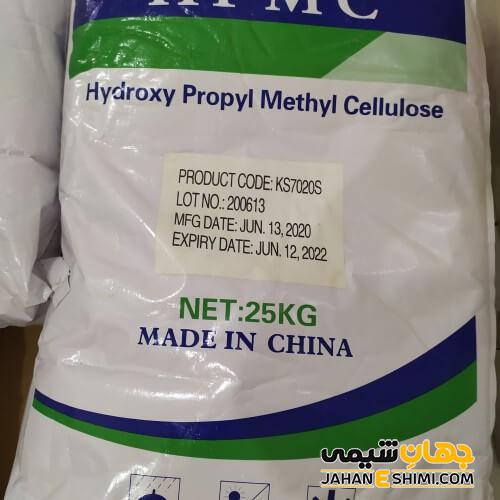 HPMC
Hydroxy Propyl Methyl Cellulose
PRODUCT CODE: KS7020S
LOT NO.: 200613
MFG DATE: JUN. 13, 2020
EXPIRY DATE: JUN. 12, 2022
NET:25KG
MADE IN CHINA
جهان شیمی
JAHANESHIMI.COM